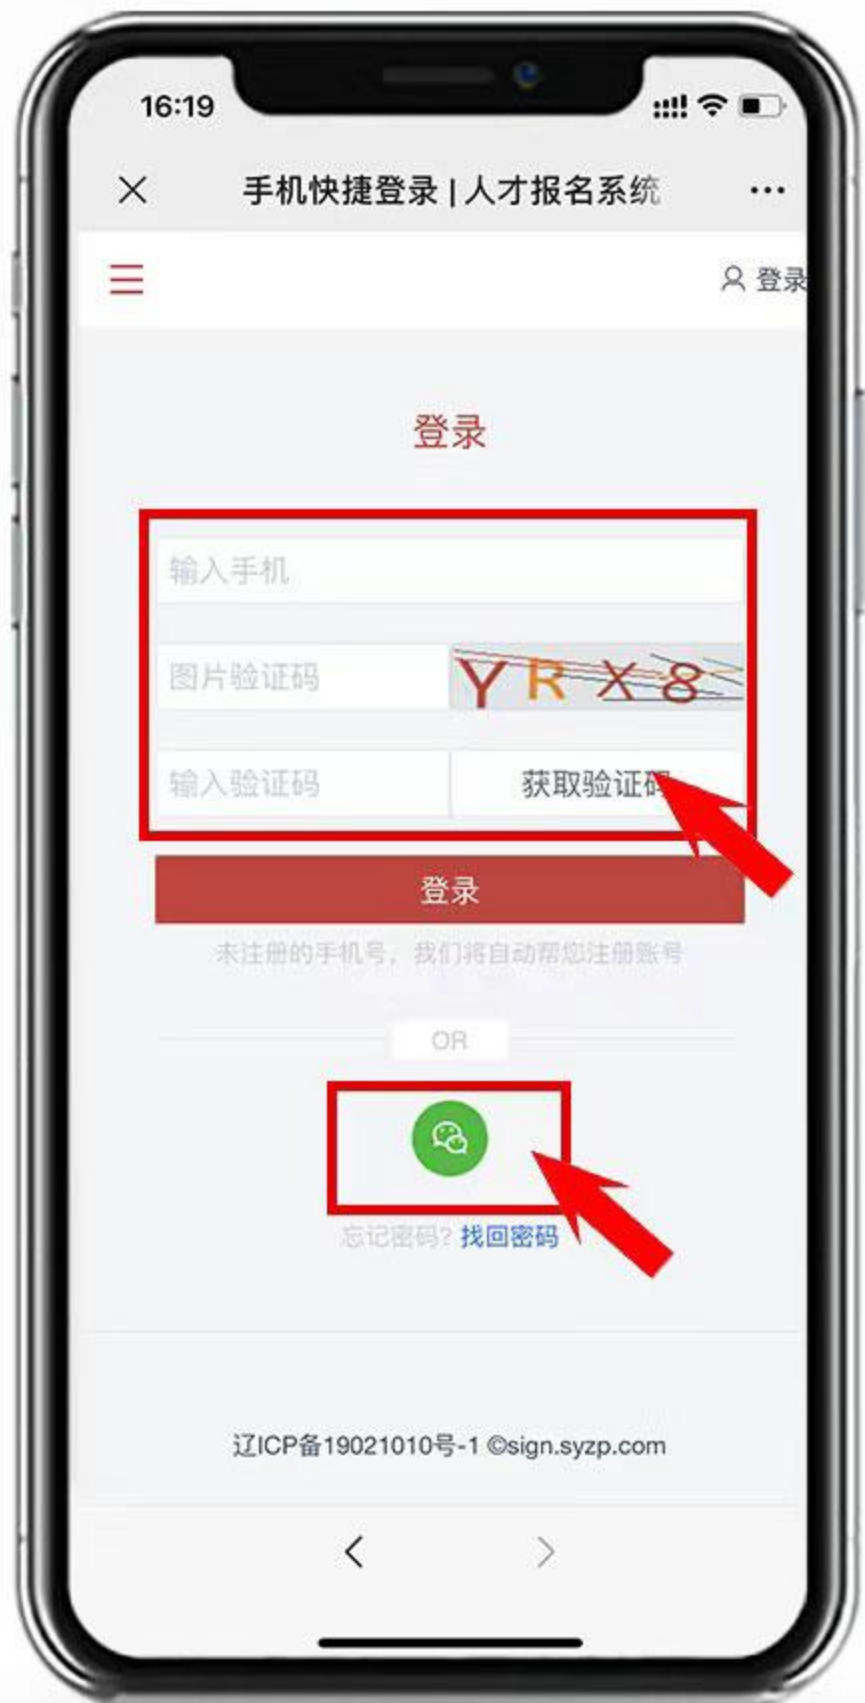 16:19
手机快捷登录 | 人才报名系统
登录
登录
输入手机
图片验证码 YRX8
输入验证码 获取验证码
登录
未注册的手机号，我们将自动帮您注册账号
OR
忘记密码? 找回密码
辽ICP备19021010号-1 ©sign.syzp.com